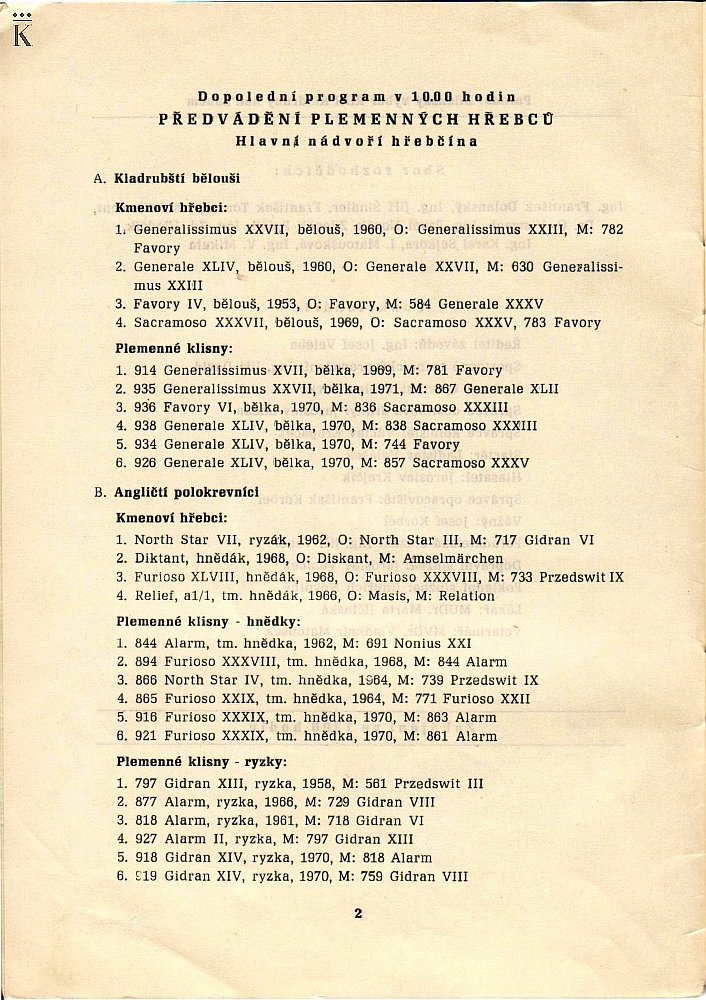 K
Dopolední program v 10.00 hodin
PŘEDVÁDĚNÍ PLEMENNÝCH HŘEBCŮ
Hlavní nádvoří hřebčína
A. Kladrubští bělouši
Kmenoví hřebci:
1. Generalissimus XXVII, bělouš, 1960, O: Generalissimus XXIII, M: 782
Favory
2. Generale XLIV, bělouš, 1960, O: Generale XXVII, M: 630 Generalissi-
mus XXIII
3. Favory IV, bělouš, 1953, O: Favory, M: 584 Generale XXXV
4. Sacramoso XXXVII, bělouš, 1969, O: Sacramoso XXXV, 783 Favory
Plemenné klisny:
1. 914 Generalissimus XVII, bělka, 1969, M: 781 Favory
2. 935 Generalissimus XXVII, bělka, 1971, M: 867 Generale XLII
3. 936 Favory VI, bělka, 1970, M: 836 Sacramoso XXXIII
4. 938 Generale XLIV, bělka, 1970, M: 838 Sacramoso XXXIII
5. 934 Generale XLIV, bělka, 1970, M: 744 Favory
6. 926 Generale XLIV, bělka, 1970, M: 857 Sacramoso XXXV
B. Angličtí polokrevníci
Kmenoví hřebci:
1. North Star VII, ryzák, 1962, O: North Star III, M: 717 Gidran VI
2. Diktant, hnědák, 1968, O: Diskant, M: Amselmärchen
3. Furioso XLVIII, hnědák, 1968, O: Furioso XXXVIII, M: 733 Przedswit IX
4. Relief, a1/1, tm. hnědák, 1966, O: Masis, M: Relation
Plemenné klisny - hnědky:
1. 844 Alarm, tm. hnědka, 1962, M: 691 Nonius XXI
2. 894 Furioso XXXVIII, tm. hnědka, 1968, M: 844 Alarm
3. 866 North Star IV, tm. hnědka, 1964, M: 739 Przedswit IX
4. 865 Furioso XXIX, tm. hnědka, 1964, M: 771 Furioso XXII
5. 916 Furioso XXXIX, tm. hnědka, 1970, M: 863 Alarm
6. 921 Furioso XXXIX, tm. hnědka, 1970, M: 861 Alarm
Plemenné klisny - ryzky:
1. 797 Gidran XIII, ryzka, 1958, M: 561 Przedswit III
2. 877 Alarm, ryzka, 1966, M: 729 Gidran VIII
3. 818 Alarm, ryzka, 1961, M: 718 Gidran VI
4. 927 Alarm II, ryzka, M: 797 Gidran XIII
5. 918 Gidran XIV, ryzka, 1970, M: 818 Alarm
6. 919 Gidran XIV, ryzka, 1970, M: 759 Gidran VIII
2